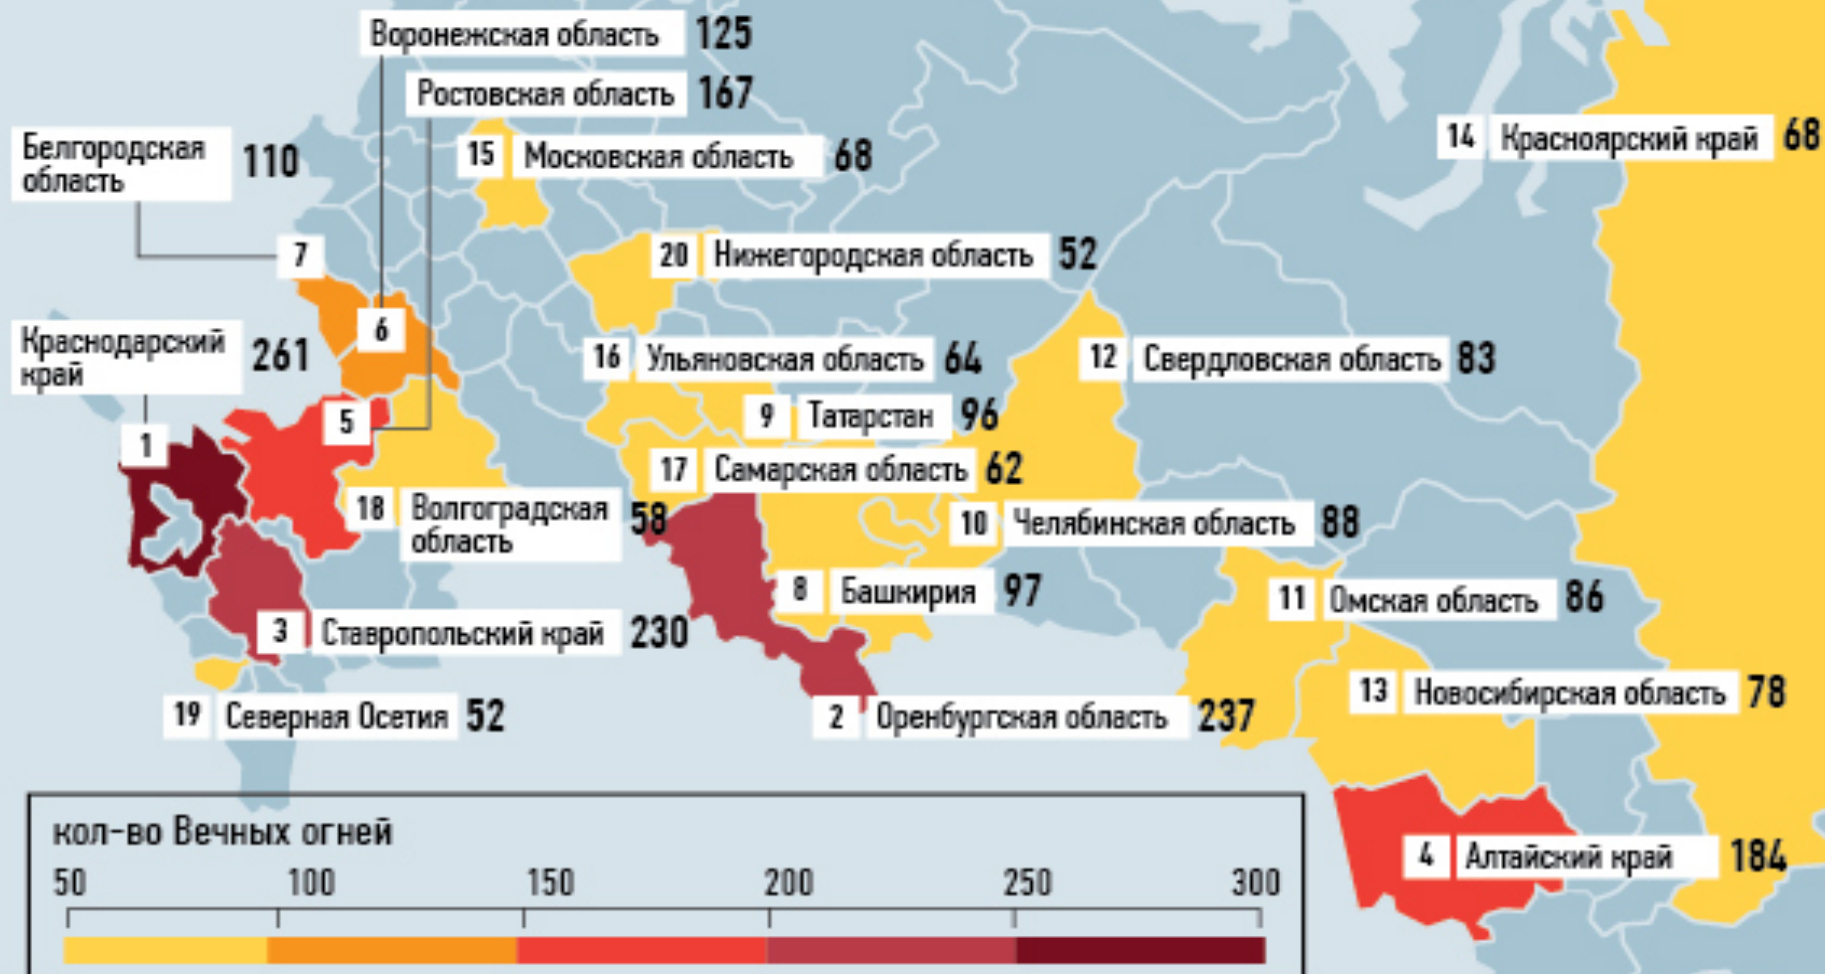 Воронежская область 125
Ростовская область 167
Белгородская
область
110
15 Московская область 68
14 Красноярский край 68
7
20 Нижегородская область 52
6
Краснодарский
край
261
16 Ульяновская область 64
12 Свердловская область 83
5
9 Татарстан 96
1
17 Самарская область 62
18 Волгоградская
область
58
10 Челябинская область 88
8 Башкирия 97
11 Омская область 86
3 Ставропольский край 230
13 Новосибирская область 78
19 Северная Осетия 52
2 Оренбургская область 237
кол-во Вечных огней
50 100 150 200 250 300
4 Алтайский край 184